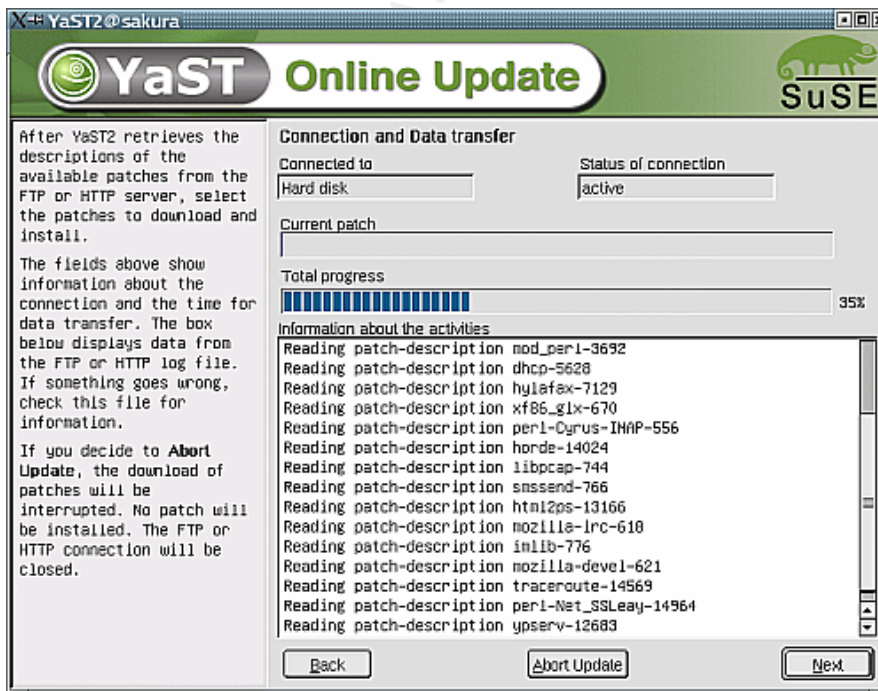 YaST2@sakura
YaST Online Update
SuSE
After YaST2 retrieves the
descriptions of the
available patches from the
FTP or HTTP server, select
the patches to download and
install.
The fields above show
information about the
connection and the time for
data transfer. The box
below displays data from
the FTP or HTTP log file.
If something goes wrong,
check this file for
information.
If you decide to Abort
Update, the download of
patches will be
interrupted. No patch will
be installed. The FTP or
HTTP connection will be
closed.
Connection and Data transfer
Connected to
Status of connection
Hard disk
active
Current patch
Total progress
35%
Information about the activities
Reading patch-description mod_perl-3692
Reading patch-description dhcp-5628
Reading patch-description hylafax-7129
Reading patch-description xf86_glx-670
Reading patch-description perl-Cyrus-IMAP-556
Reading patch-description horde-14024
Reading patch-description libpcap-744
Reading patch-description smssend-766
Reading patch-description html2ps-13166
Reading patch-description mozilla-irc-618
Reading patch-description imlib-776
Reading patch-description mozilla-devel-621
Reading patch-description traceroute-14569
Reading patch-description perl-Net_SSLeay-14964
Reading patch-description ypserv-12683
Back
Abort Update
Next